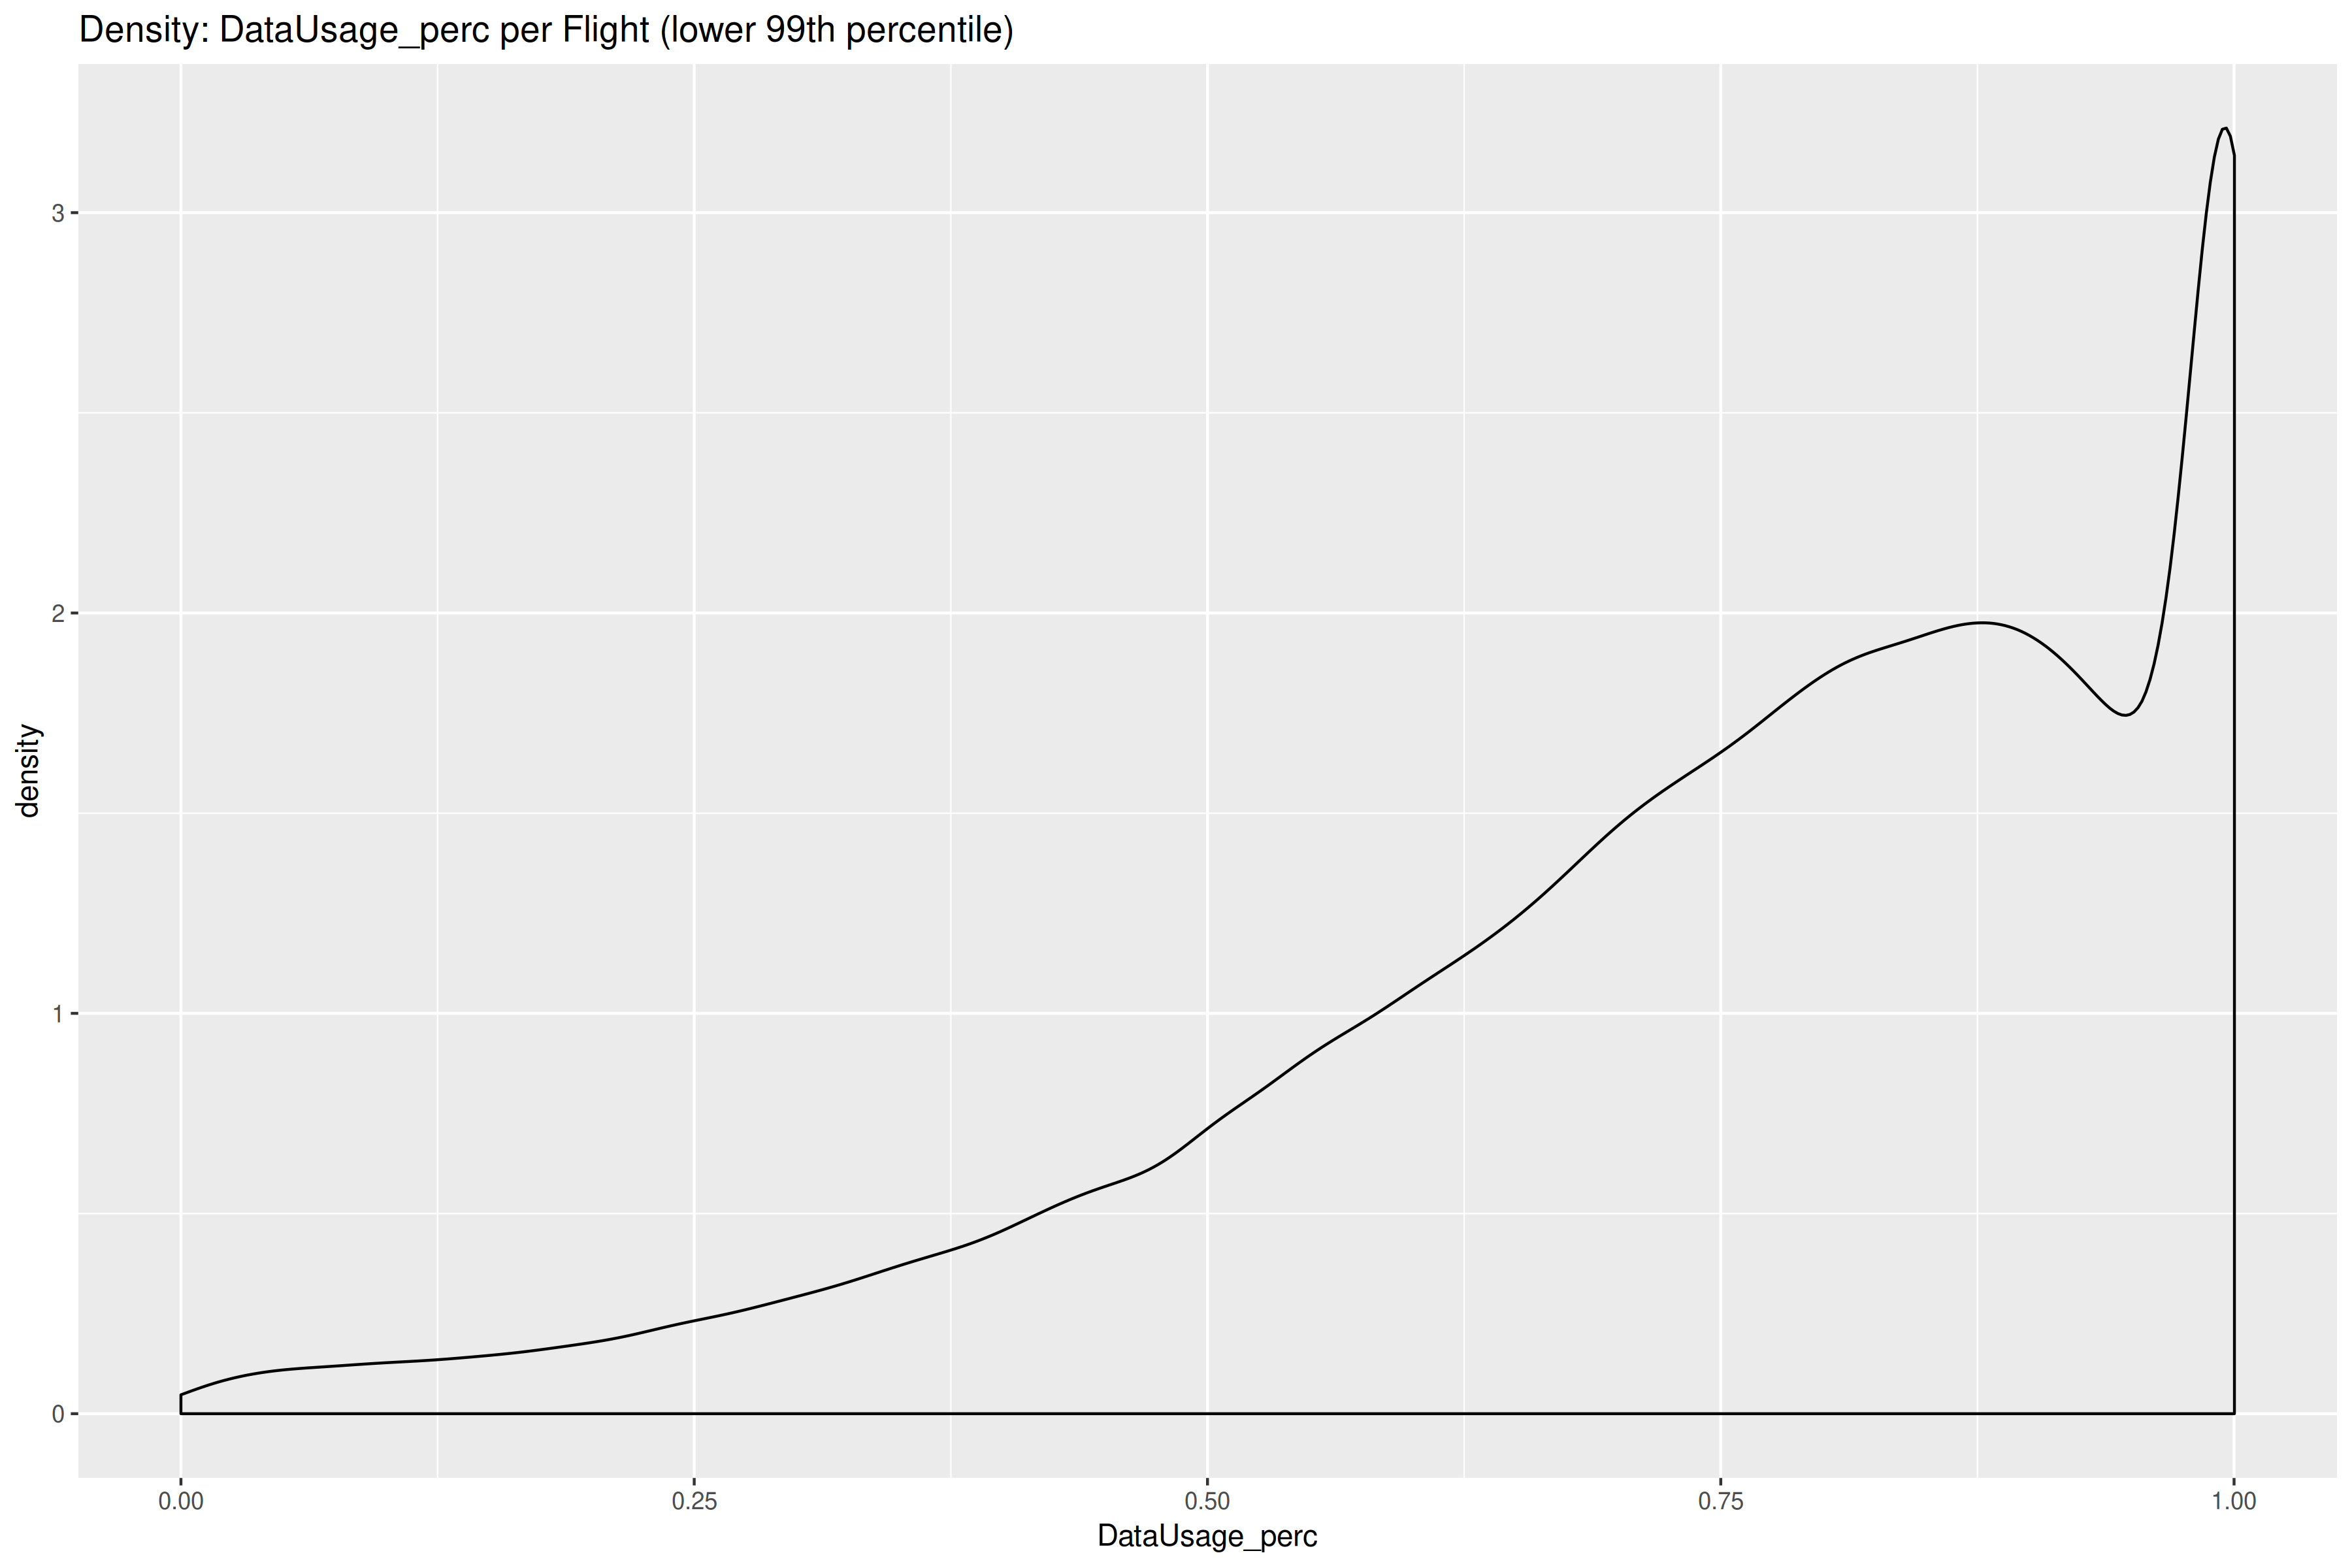 Density: DataUsage_perc per Flight (lower 99th percentile)
density
3
2
1
0
0.00 0.25 0.50 0.75 1.00
DataUsage_perc